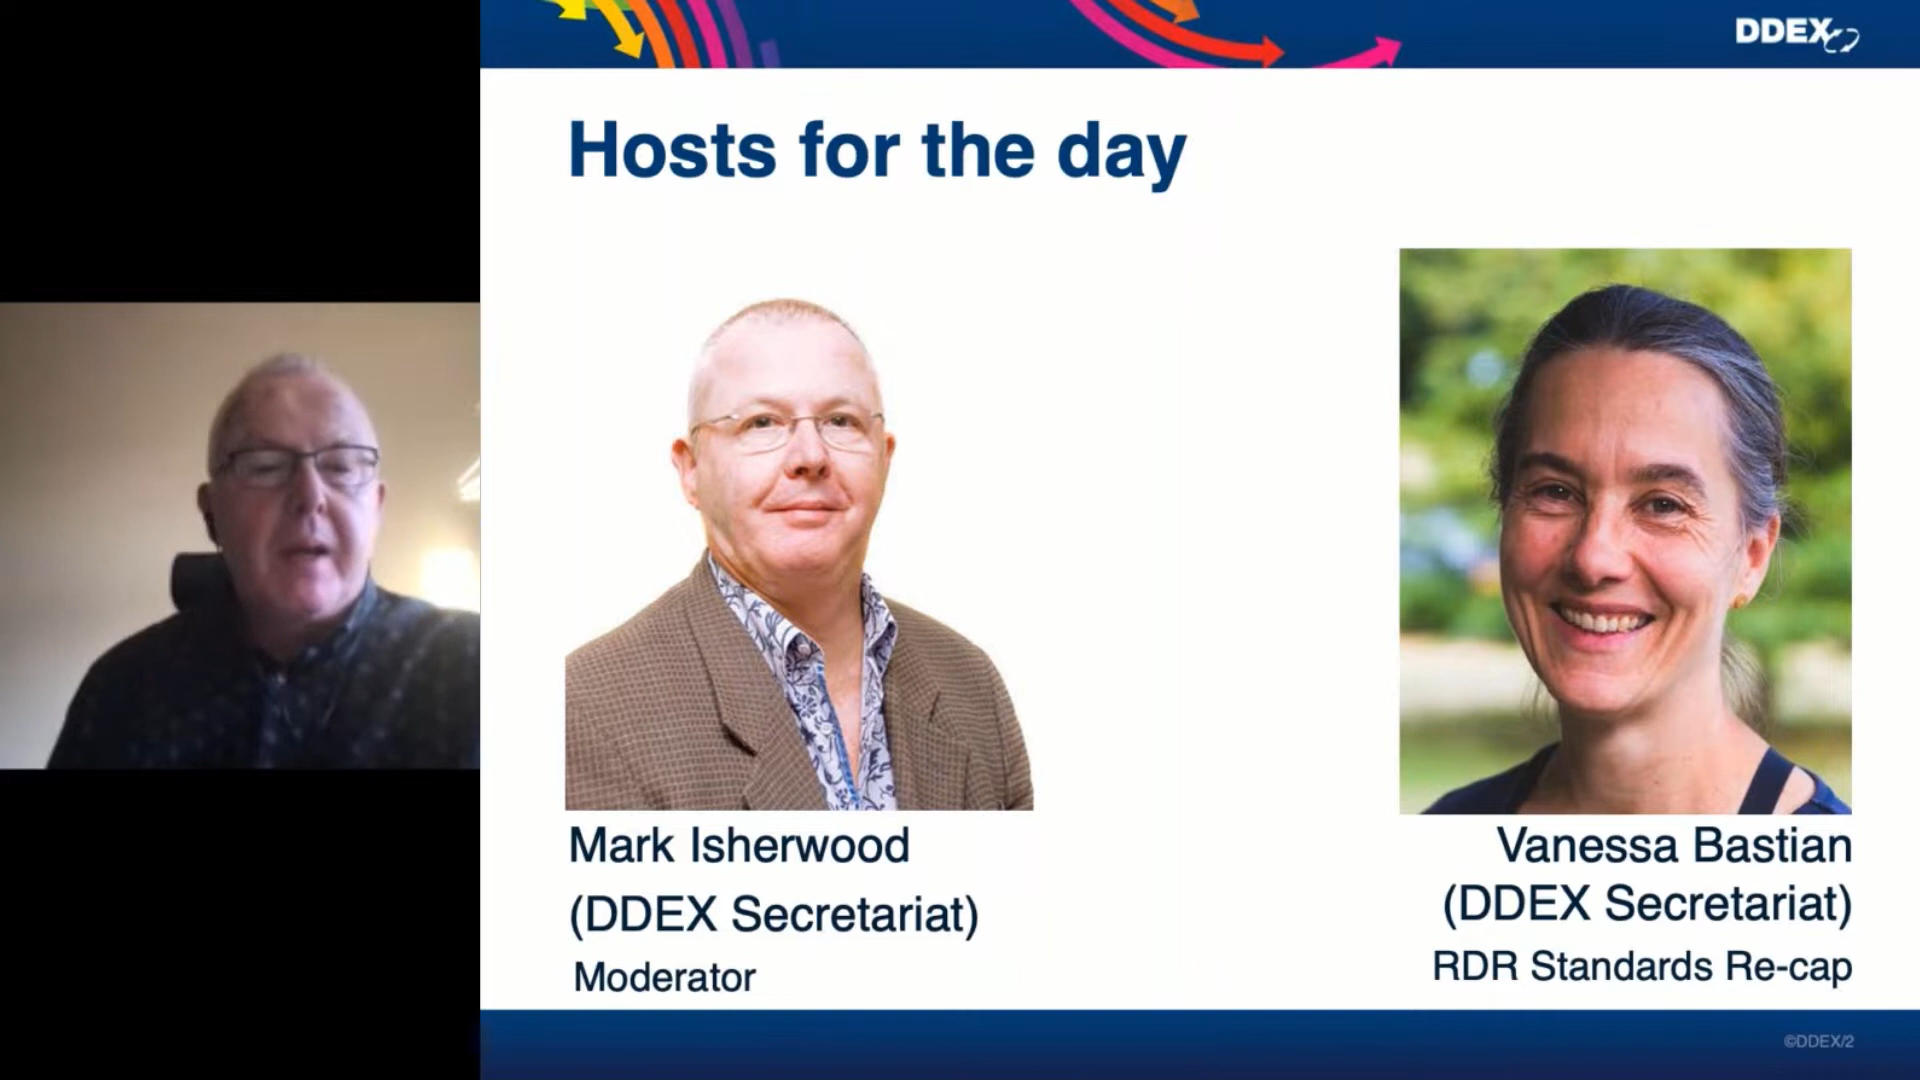 DDEX
Hosts for the day
Mark Isherwood
(DDEX Secretariat)
Moderator
Vanessa Bastian
(DDEX Secretariat)
RDR Standards Re-cap
©DDEX/2